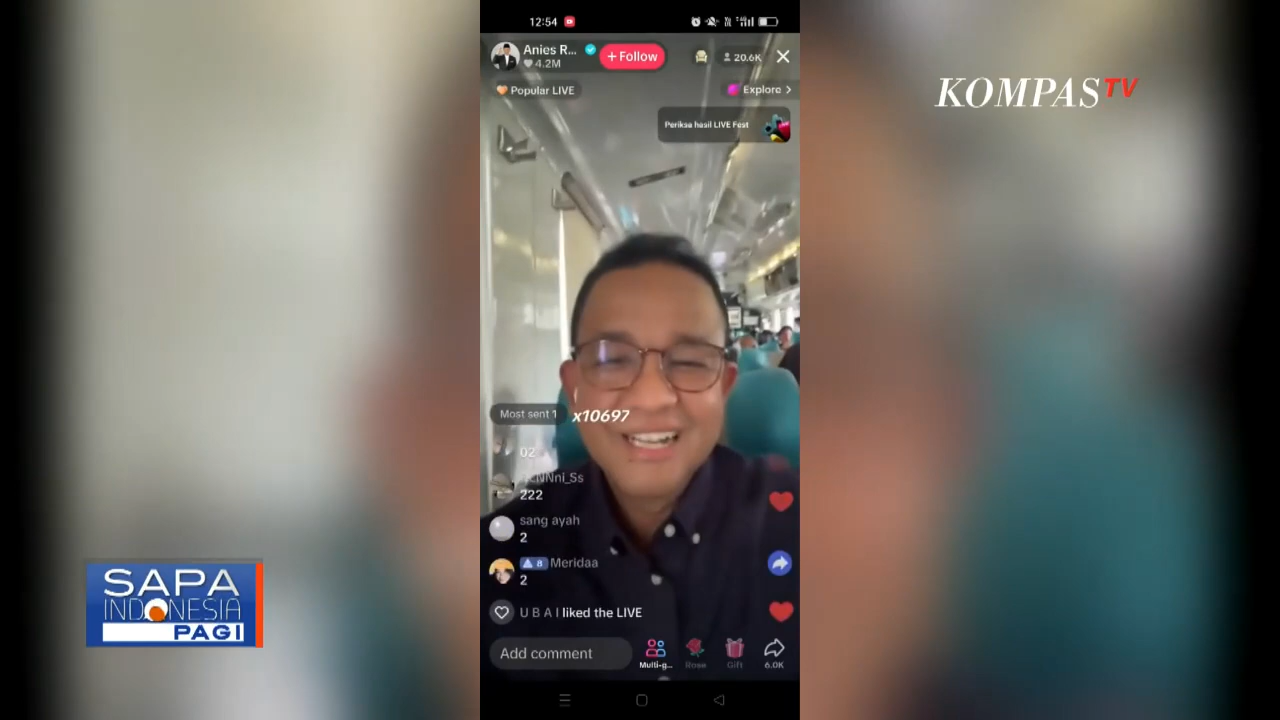 12:54
Anies R...
4.2M
+ Follow
20.6K
Popular LIVE
Explore >
Periksa hasil LIVE Fest
KOMPAS TV
Most sent 1
x10697
02
222
sang ayah
2
8 Meridaa
2
U B A I liked the LIVE
Add comment
Multi-g...
Rose
Gift
6.0K
SAPA
INDONESIA
PAGI